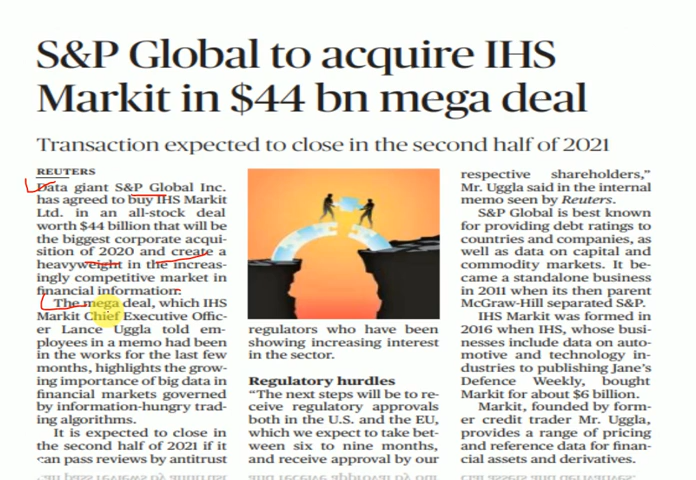 S&P Global to acquire IHS
Markit in $44 bn mega deal
Transaction expected to close in the second half of 2021
REUTERS
Data giant S&P Global Inc.
has agreed to buy IHS Markit
Ltd. in an all-stock deal
worth $44 billion that will be
the biggest corporate acqui-
sition of 2020 and create a
heavyweight in the increas-
ingly competitive market in
financial information.
The mega deal, which IHS
Markit Chief Executive Offic-
er Lance Uggla told em-
ployees in a memo had been
in the works for the last few
months, highlights the grow-
ing importance of big data in
financial markets governed
by information-hungry trad-
ing algorithms.
It is expected to close in
the second half of 2021 if it
can pass reviews by antitrust
regulators who have been
showing increasing interest
in the sector.
Regulatory hurdles
“The next steps will be to re-
ceive regulatory approvals
both in the U.S. and the EU,
which we expect to take bet-
ween six to nine months,
and receive approval by our
respective shareholders,”
Mr. Uggla said in the internal
memo seen by Reuters.
S&P Global is best known
for providing debt ratings to
countries and companies, as
well as data on capital and
commodity markets. It be-
came a standalone business
in 2011 when its then parent
McGraw-Hill separated S&P.
IHS Markit was formed in
2016 when IHS, whose busi-
nesses include data on auto-
motive and technology in-
dustries to publishing Jane’s
Defence Weekly, bought
Markit for about $6 billion.
Markit, founded by form-
er credit trader Mr. Uggla,
provides a range of pricing
and reference data for finan-
cial assets and derivatives.